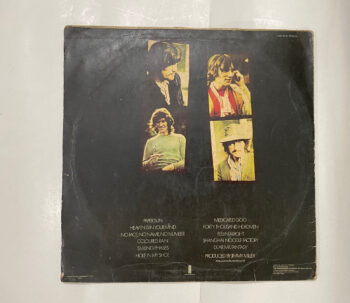 PAPER SUN
HEAVEN IS IN YOUR MIND
NO FACE, NO NAME, NO NUMBER
COLOURED RAIN
SMILING PHASES
HOLE IN MY SHOE
MEDICATED GOO
FORTY THOUSAND HEADMEN
FEELIN' ALRIGHT
SHANGHAI NOODLE FACTORY
DEAR MR. FANTASY
PRODUCED BY JIMMY MILLER